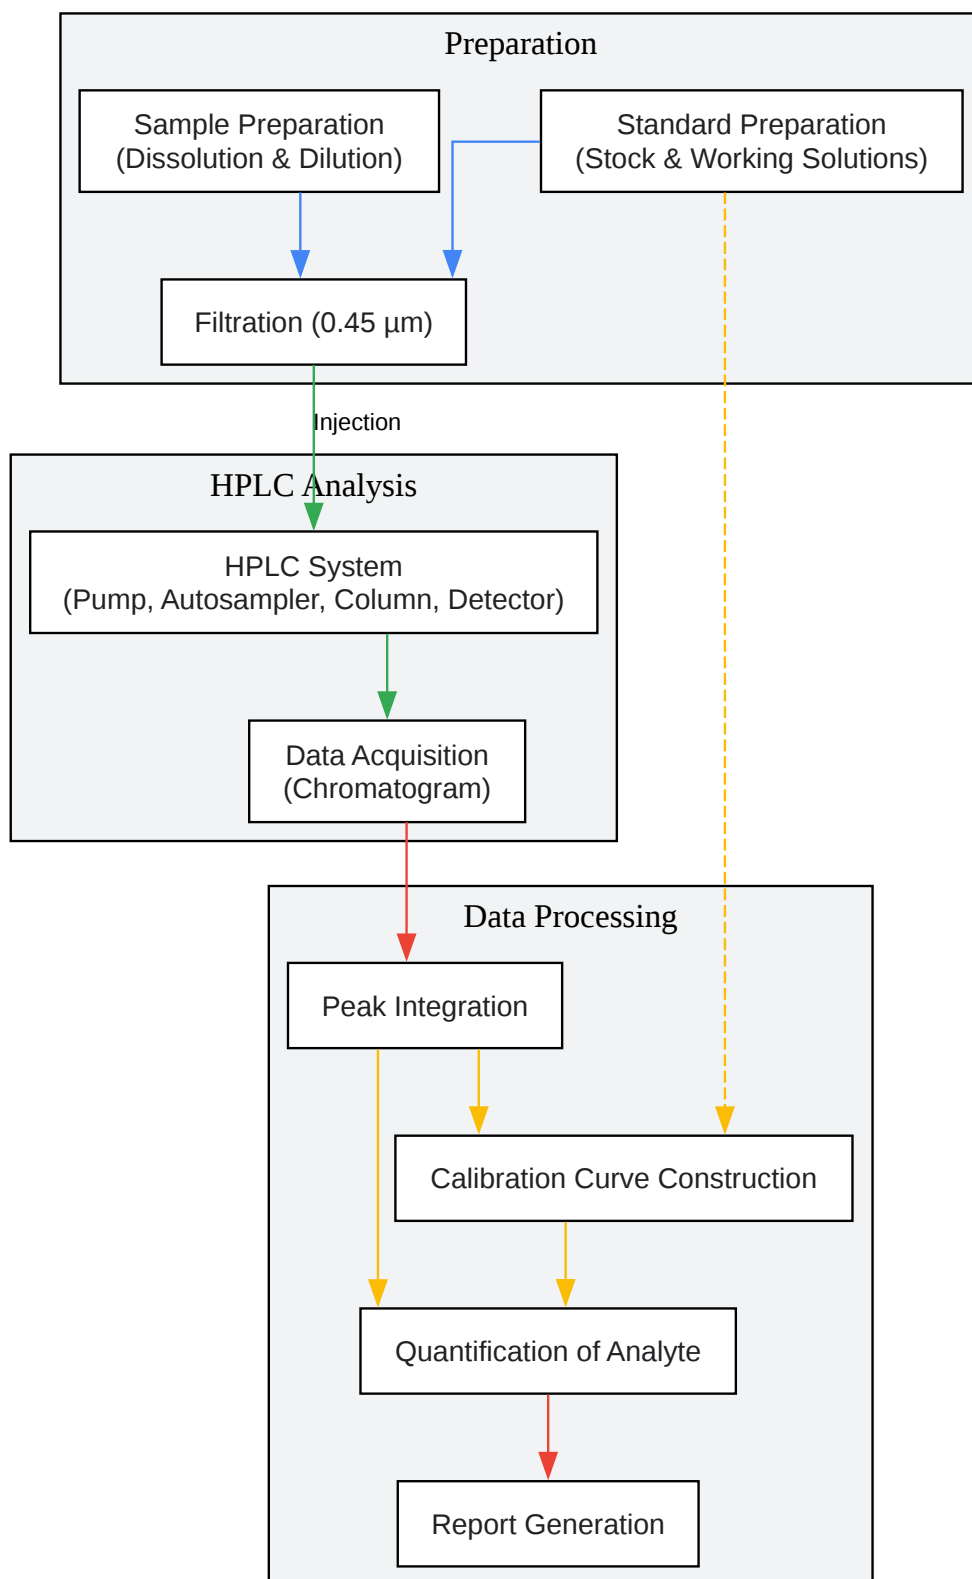 Preparation
Sample Preparation
(Dissolution & Dilution)
Standard Preparation
(Stock & Working Solutions)
Filtration (0.45 µm)
Injection
HPLC Analysis
HPLC System
(Pump, Autosampler, Column, Detector)
Data Acquisition
(Chromatogram)
Data Processing
Peak Integration
Calibration Curve Construction
Quantification of Analyte
Report Generation